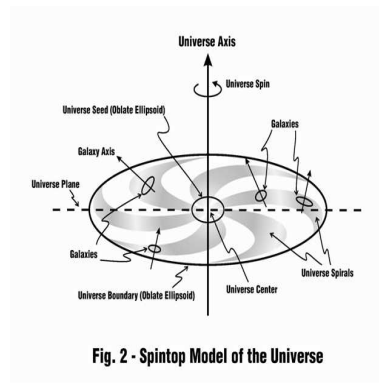 Universe Axis
Universe Spin
Universe Seed (Oblate Ellipsoid)
Galaxies
Galaxy Axis
Universe Plane
Galaxies
Universe Spirals
Universe Center
Universe Boundary (Oblate Ellipsoid)
Fig. 2 - Spintop Model of the Universe